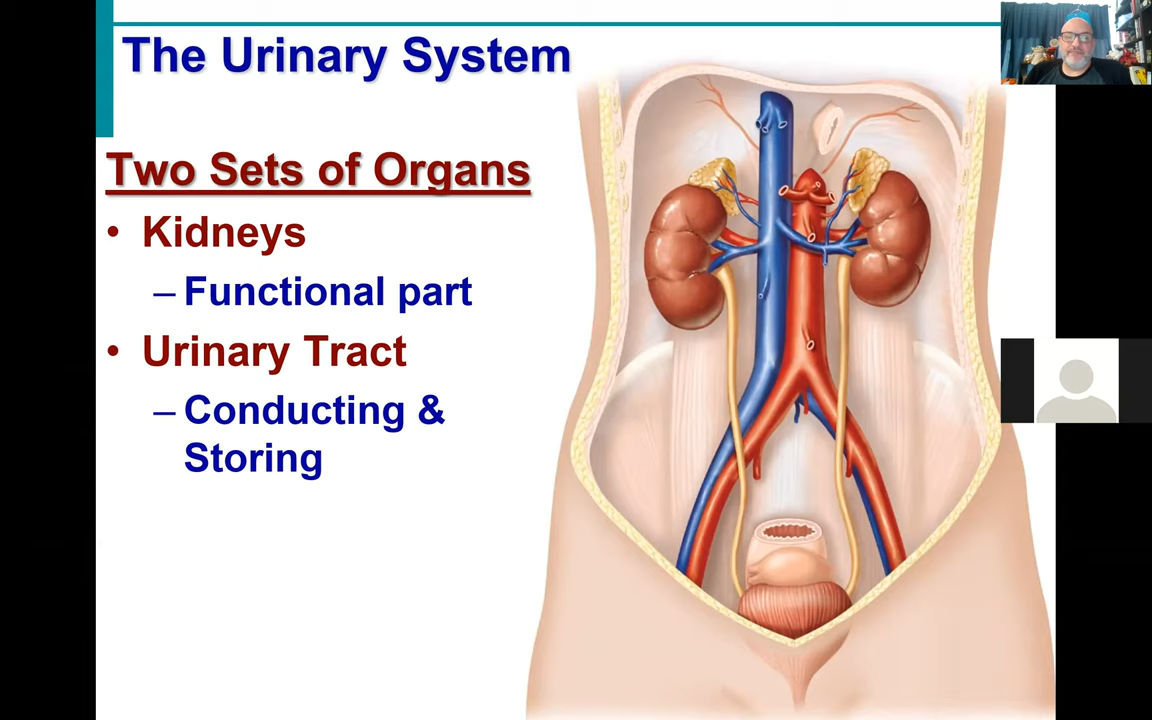 The Urinary System
Two Sets of Organs
• Kidneys
– Functional part
• Urinary Tract
– Conducting &
Storing